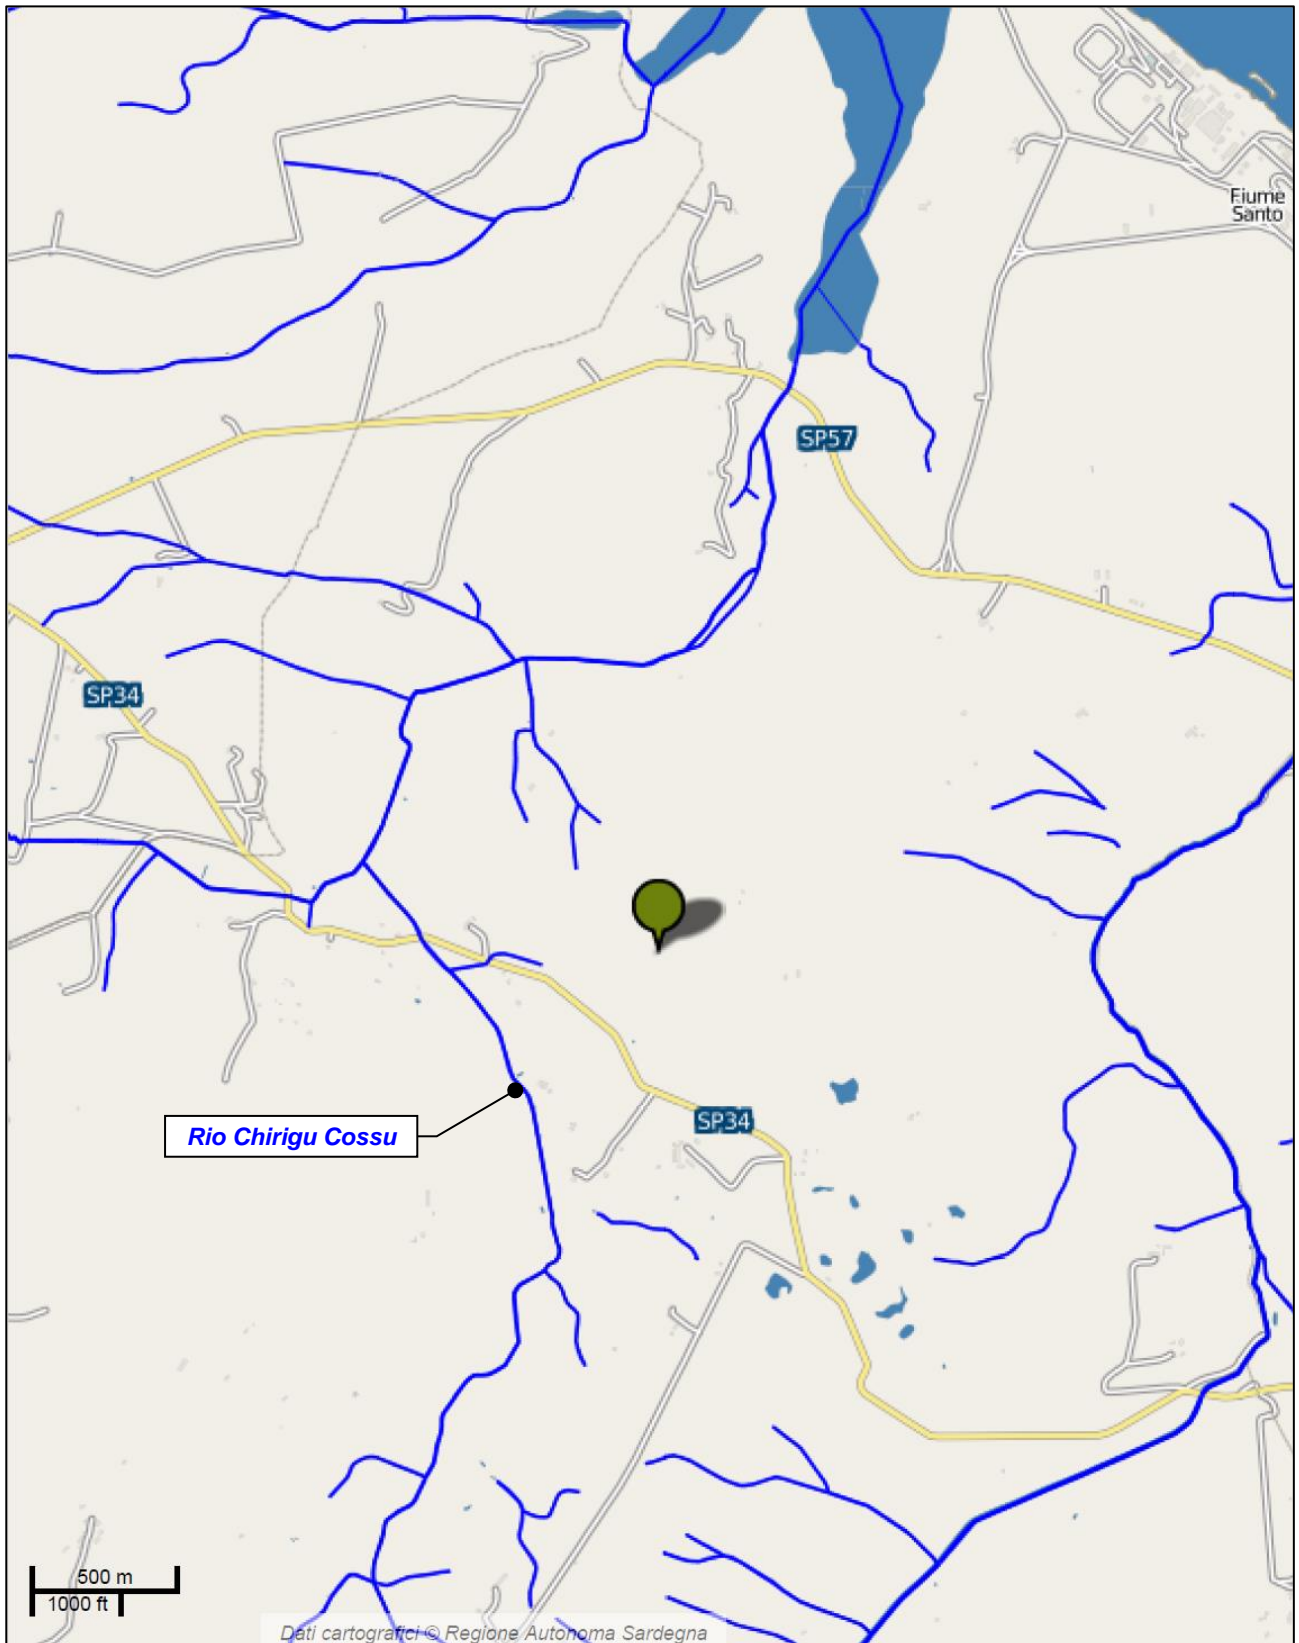 Fiume
Santo
SP57
SP34
Rio Chirigu Cossu
SP34
500 m
1000 ft
Dati cartografici © Regione Autonoma Sardegna